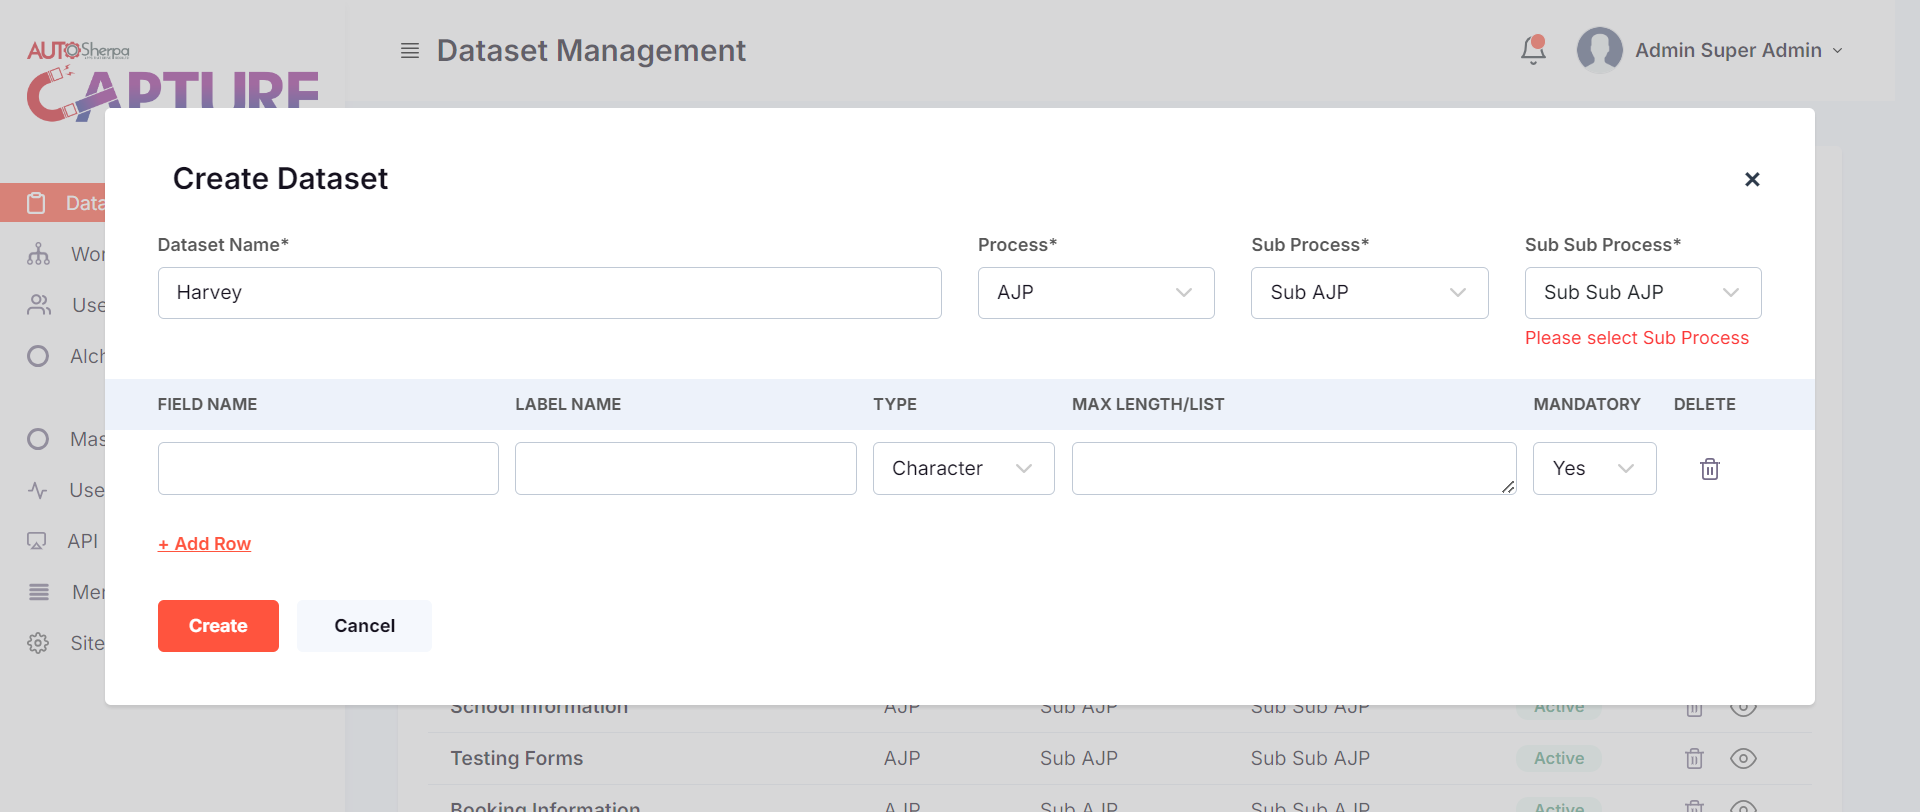 AUTO Sherpa
CAPTURE
Dataset Management
Admin Super Admin
Create Dataset
Dataset Name* Process* Sub Process* Sub Sub Process*
Harvey AJP Sub AJP Sub Sub AJP
Please select Sub Process
FIELD NAME LABEL NAME TYPE MAX LENGTH/LIST MANDATORY DELETE
Character Yes
+ Add Row
Create Cancel
Data
Wor
Use
Alch
Mas
Use
API
Mer
Site
School Information AJP Sub AJP Sub Sub AJP Active
Testing Forms AJP Sub AJP Sub Sub AJP Active
Booking Information AJP Sub AJP Sub Sub AJP Active